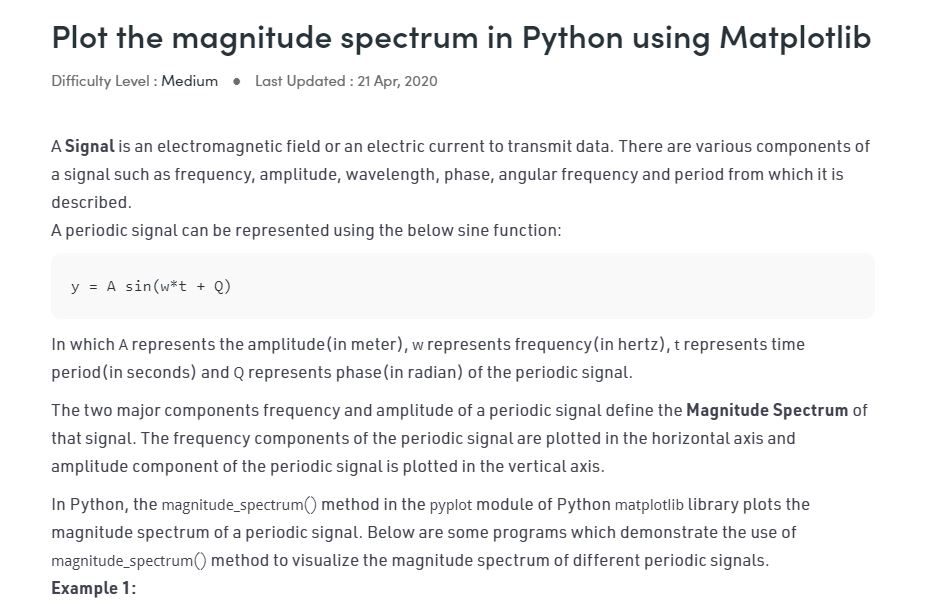 Plot the magnitude spectrum in Python using Matplotlib
Difficulty Level : Medium ● Last Updated : 21 Apr, 2020
A Signal is an electromagnetic field or an electric current to transmit data. There are various components of
a signal such as frequency, amplitude, wavelength, phase, angular frequency and period from which it is
described.
A periodic signal can be represented using the below sine function:
y = A sin(w*t + Q)
In which A represents the amplitude(in meter), w represents frequency(in hertz), t represents time
period(in seconds) and Q represents phase(in radian) of the periodic signal.
The two major components frequency and amplitude of a periodic signal define the Magnitude Spectrum of
that signal. The frequency components of the periodic signal are plotted in the horizontal axis and
amplitude component of the periodic signal is plotted in the vertical axis.
In Python, the magnitude_spectrum() method in the pyplot module of Python matplotlib library plots the
magnitude spectrum of a periodic signal. Below are some programs which demonstrate the use of
magnitude_spectrum() method to visualize the magnitude spectrum of different periodic signals.
Example 1: